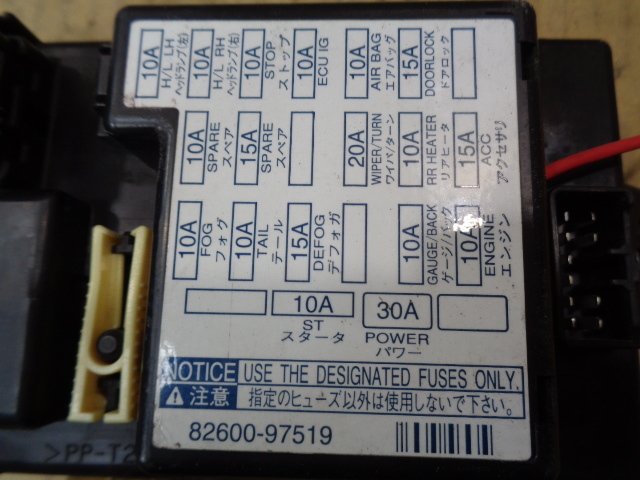 10A H/L LH ヘッドランプ(左)
10A H/L RH ヘッドランプ(右)
10A STOP ストップ
10A ECU IG
10A AIR BAG エアバッグ
15A DOORLOCK ドアロック
10A SPARE スペア
15A SPARE スペア
20A WIPER/TURN ワイパ/ターン
10A RR HEATER リアヒータ
15A ACC アクセサリ
10A FOG フォグ
10A TAIL テール
15A DEFOG デフォガ
10A GAUGE/BACK ゲージ/バック
10A ENGINE エンジン
10A
ST
スタータ
30A
POWER
パワー
NOTICE USE THE DESIGNATED FUSES ONLY.
注意 指定のヒューズ以外は使用しないで下さい。
82600-97519
>PP-T2